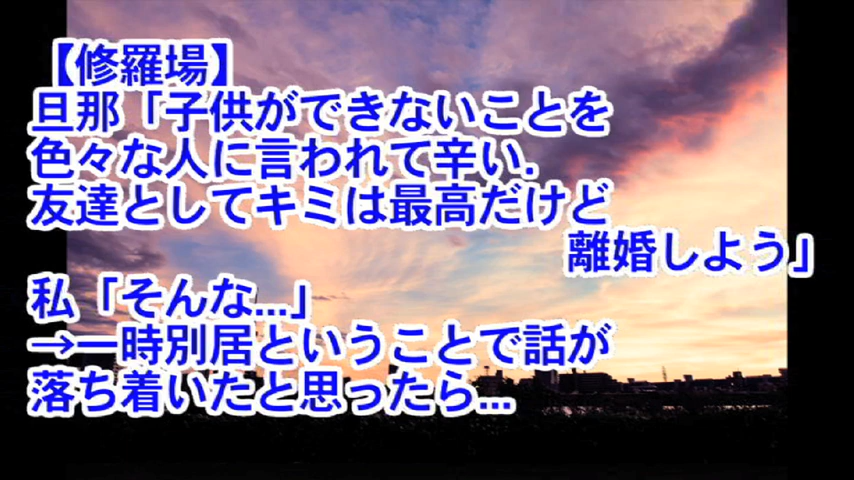 【修羅場】
旦那「子供ができないことを
色々な人に言われて辛い.
友達としてキミは最高だけど
離婚しよう」
私「そんな...」
→一時別居ということで話が
落ち着いたと思ったら...